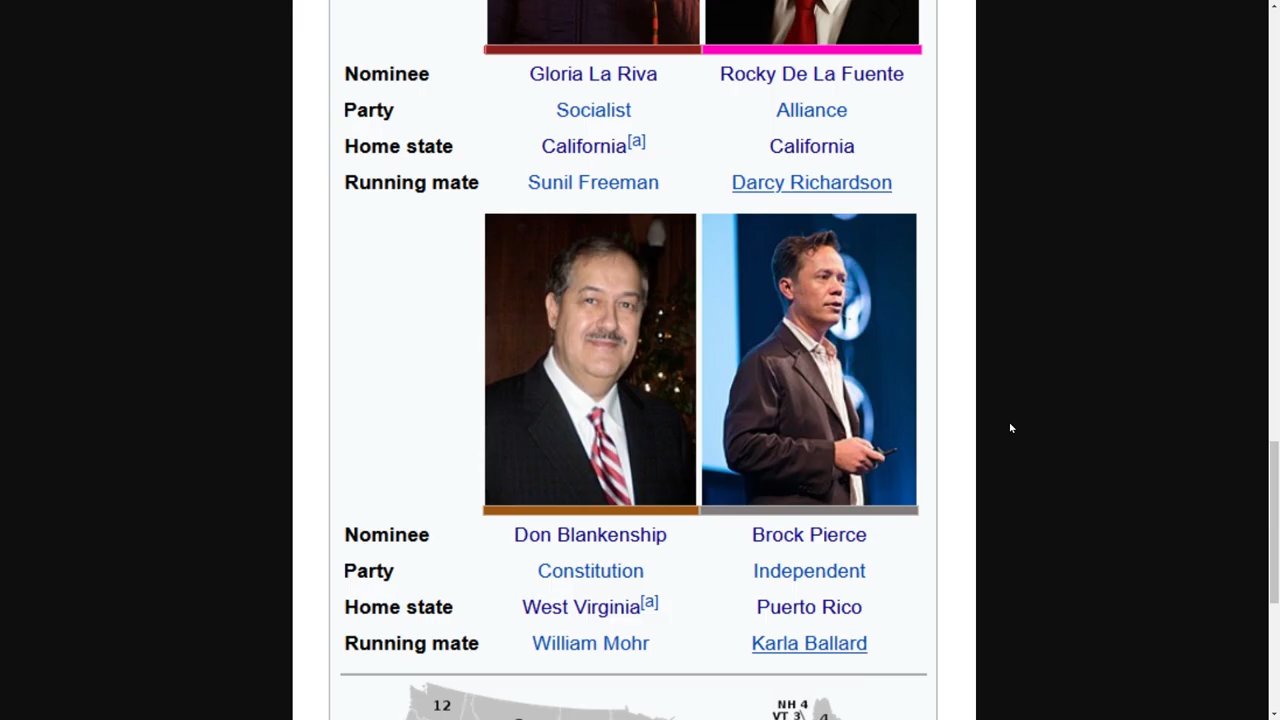 Nominee Gloria La Riva Rocky De La Fuente
Party Socialist Alliance
Home state California[a] California
Running mate Sunil Freeman Darcy Richardson
Nominee Don Blankenship Brock Pierce
Party Constitution Independent
Home state West Virginia[a] Puerto Rico
Running mate William Mohr Karla Ballard
12 NH 4
VT 3 4